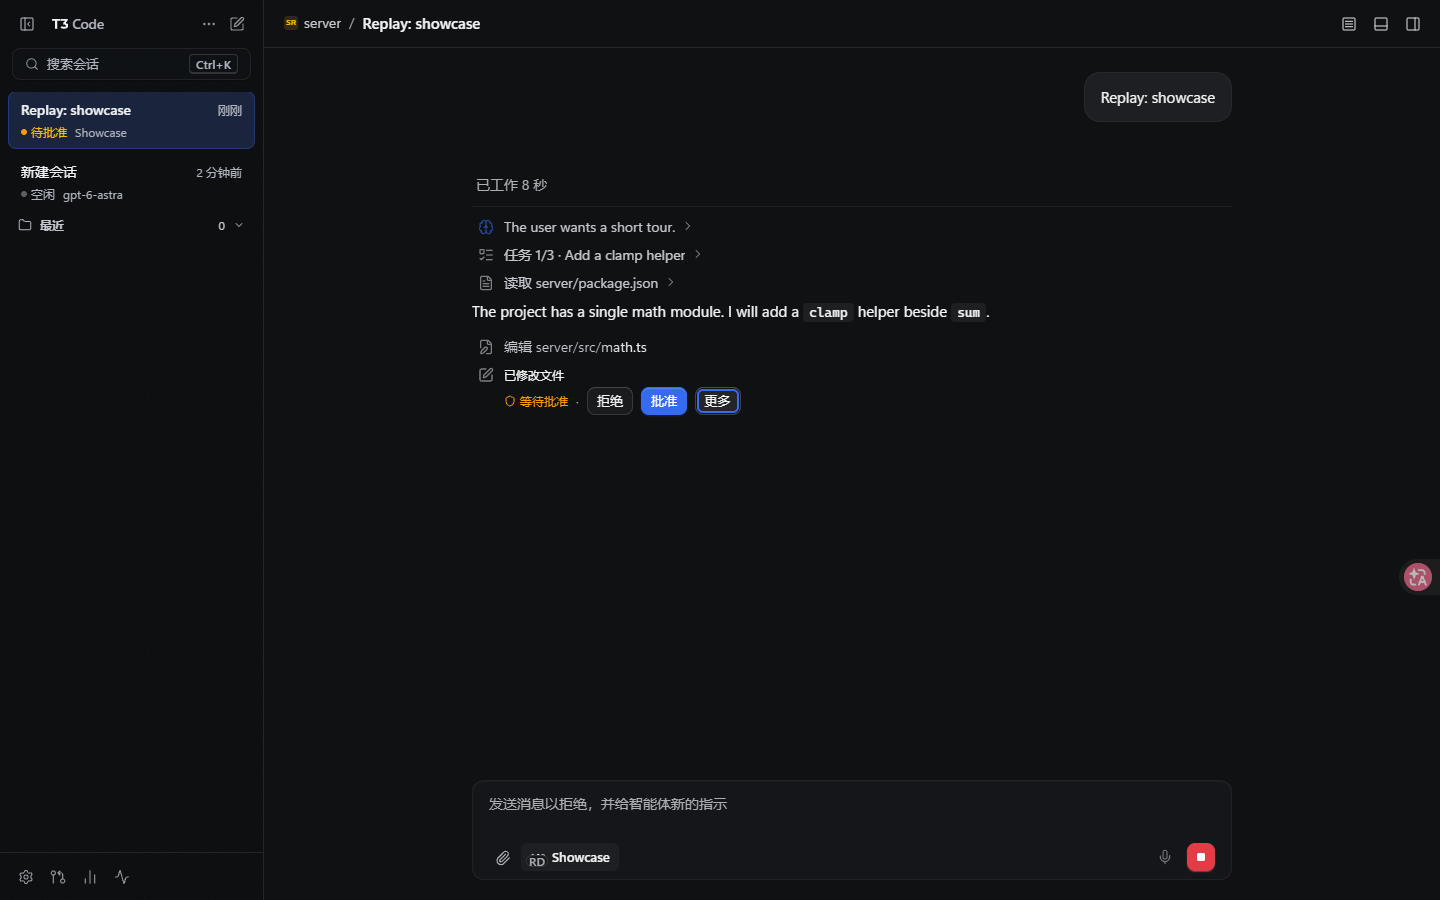 T3 Code
搜索会话 Ctrl+K
Replay: showcase 刚刚
待批准 Showcase
新建会话 2 分钟前
空闲 gpt-6-astra
最近 0
SR server / Replay: showcase
Replay: showcase
已工作 8 秒
The user wants a short tour.
任务 1/3 · Add a clamp helper
读取 server/package.json
The project has a single math module. I will add a clamp helper beside sum.
编辑 server/src/math.ts
已修改文件
等待批准 · 拒绝 批准 更多
发送消息以拒绝，并给智能体新的指示
RD Showcase